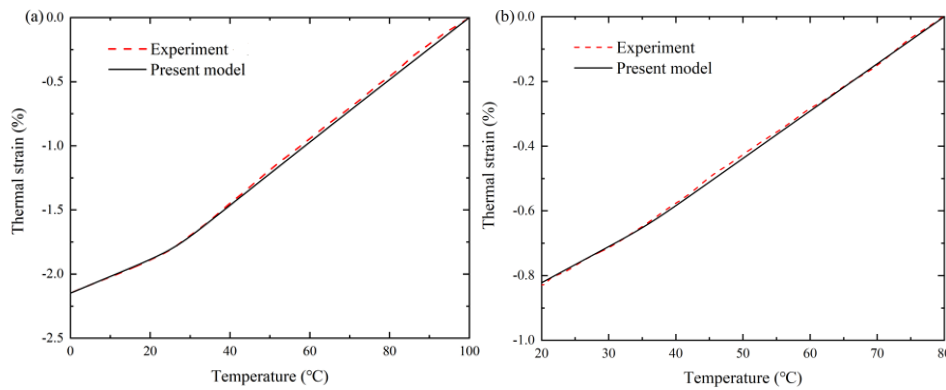 (a)
Experiment
Present model
Thermal strain (%)
0.0
-0.5
-1.0
-1.5
-2.0
-2.5
0 20 40 60 80 100
Temperature (°C)
(b)
Experiment
Present model
Thermal strain (%)
0.0
-0.2
-0.4
-0.6
-0.8
-1.0
20 30 40 50 60 70 80
Temperature (°C)